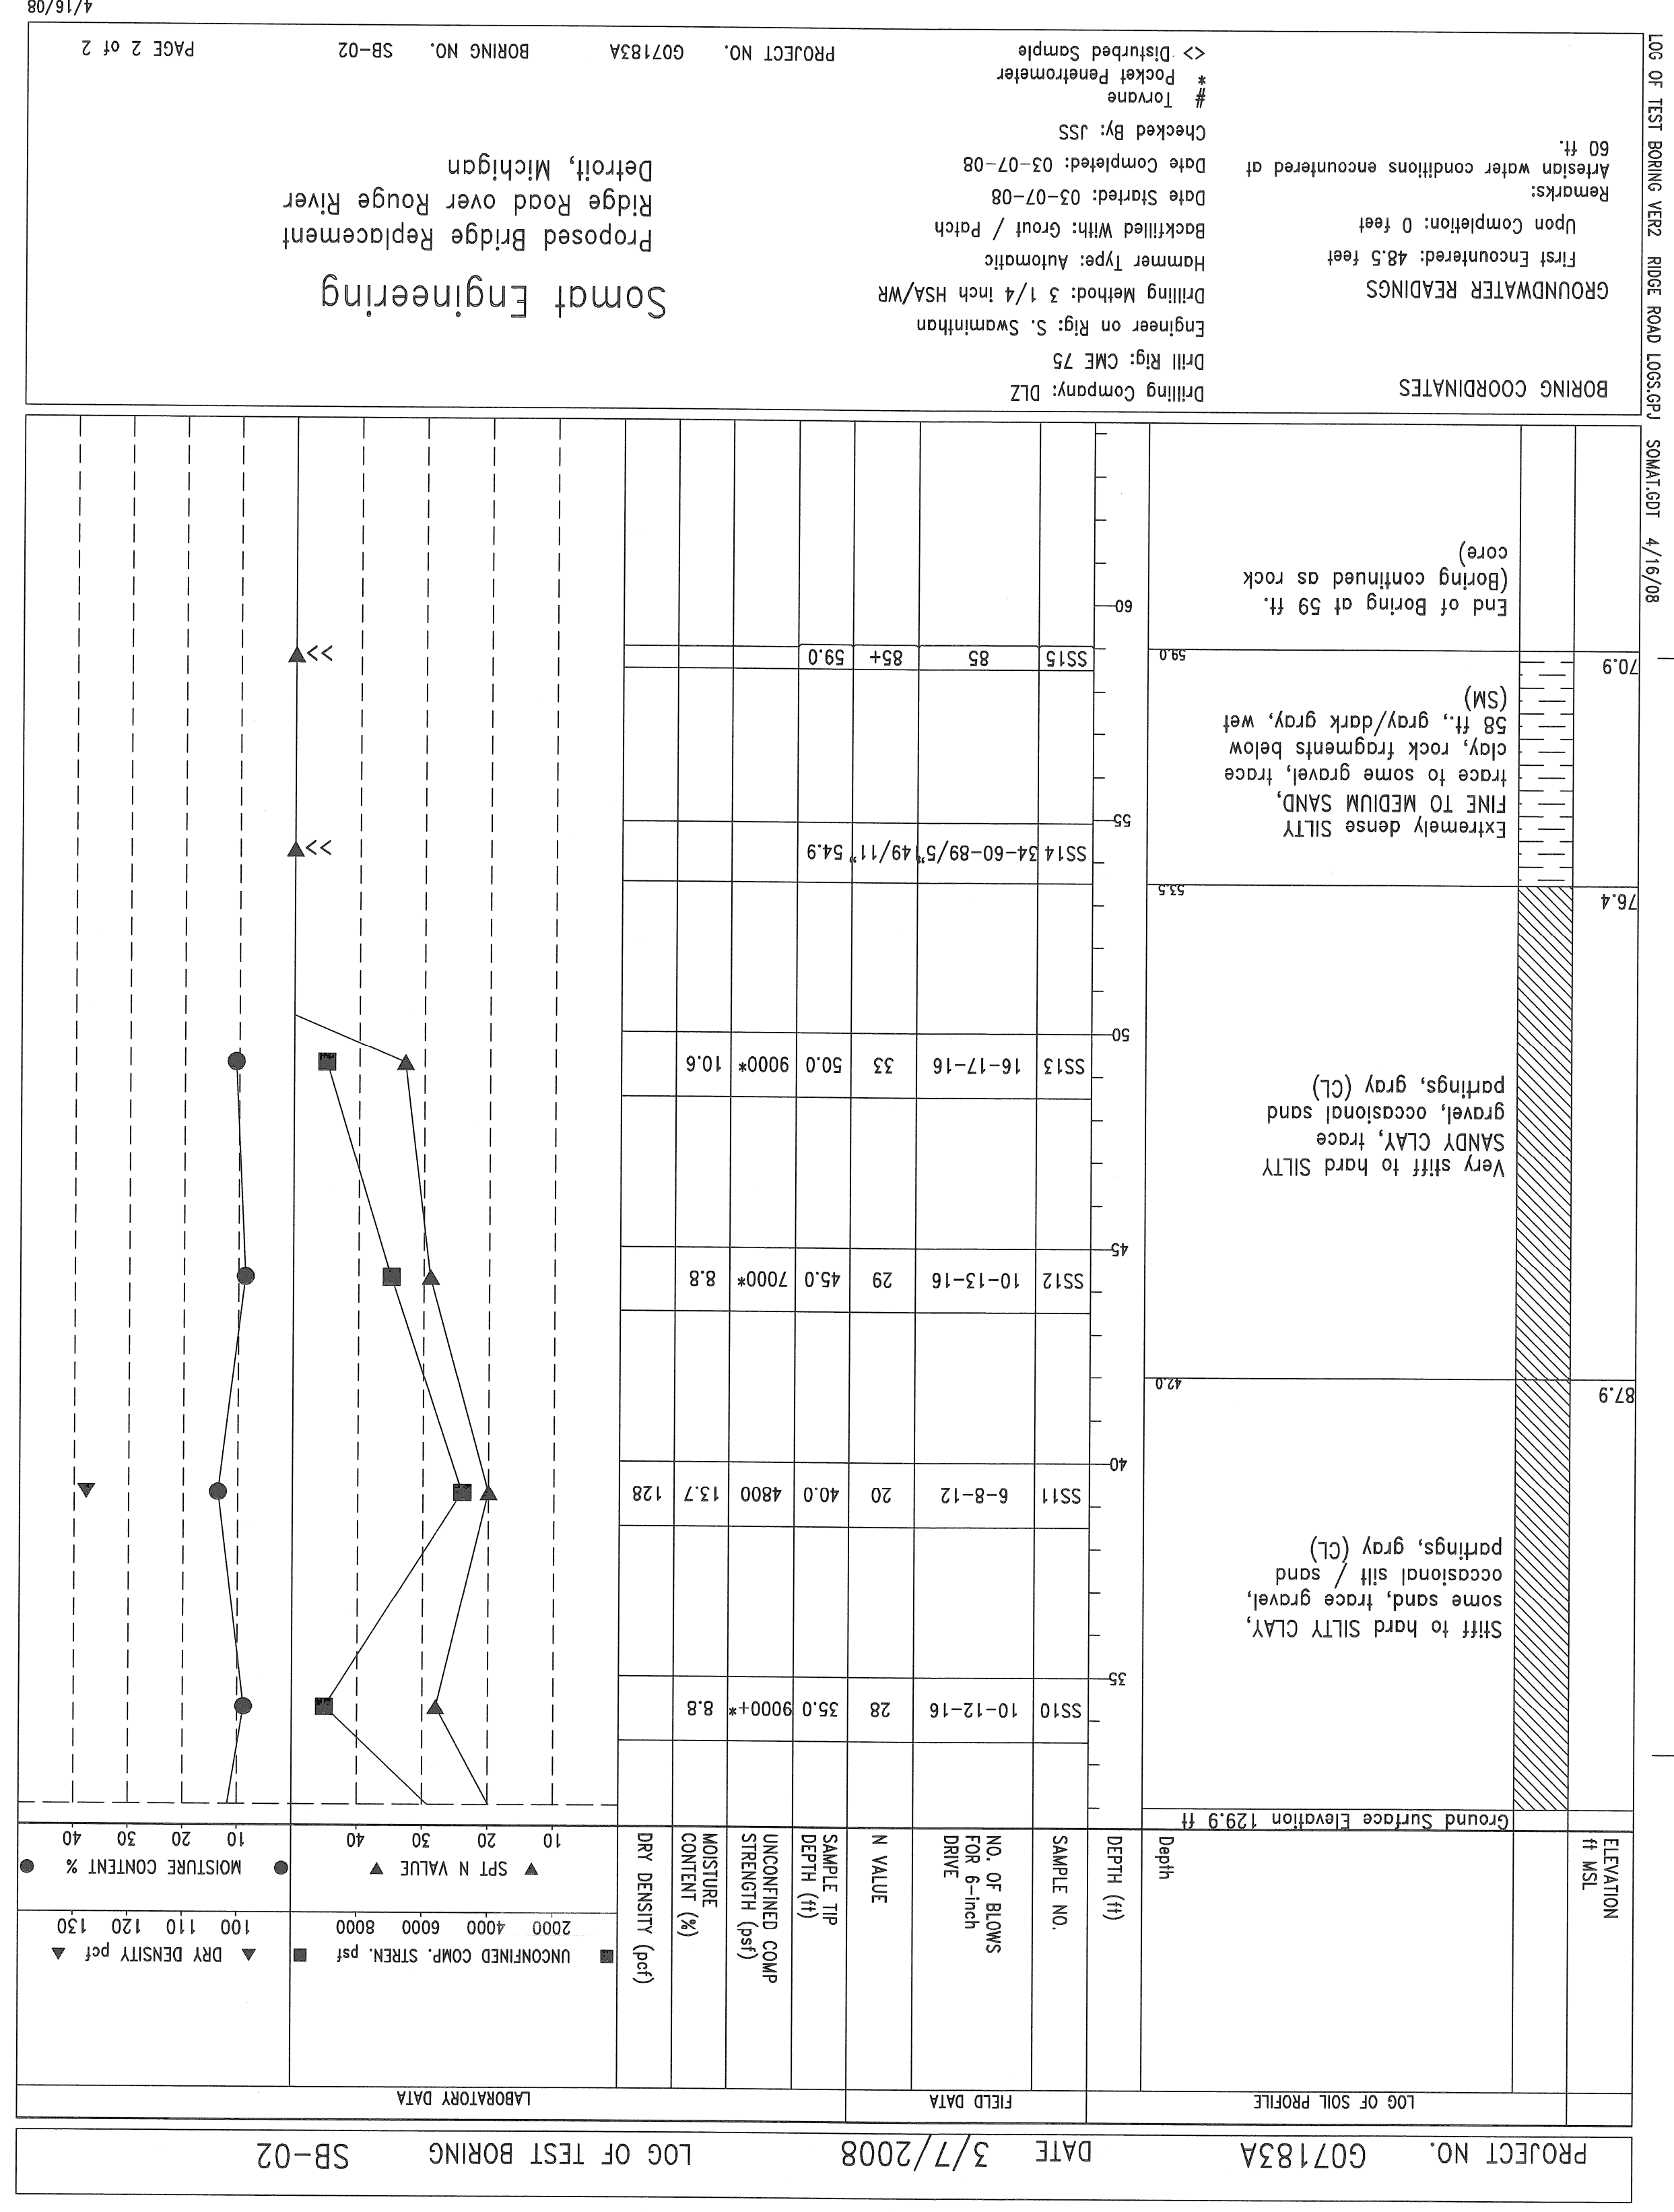 PROJECT NO. G07183A DATE 3/7/2008 LOG OF TEST BORING SB-02
LOG OF SOIL PROFILE
FIELD DATA
LABORATORY DATA
ELEVATION
ft MSL
Depth
DEPTH (ft)
SAMPLE NO.
NO. OF BLOWS
FOR 6-inch
DRIVE
N VALUE
SAMPLE TIP
DEPTH (ft)
UNCONFINED COMP
STRENGTH (psf)
MOISTURE
CONTENT (%)
DRY DENSITY (pcf)
■ UNCONFINED COMP. STREN. psf ■
2000 4000 6000 8000
▲ SPT N VALUE ▲
10 20 30 40
▼ DRY DENSITY pcf ▼
100 110 120 130
● MOISTURE CONTENT % ●
10 20 30 40
Ground Surface Elevation 129.9 ft
SS10 10-12-16 28 35.0 9000+* 8.8
35
Stiff to hard SILTY CLAY,
some sand, trace gravel,
occasional silt / sand
partings, gray (CL)
SS11 6-8-12 20 40.0 4800 13.7 128
40
87.9
42.0
SS12 10-13-16 29 45.0 7000* 8.8
45
Very stiff to hard SILTY
SANDY CLAY, trace
gravel, occasional sand
partings, gray (CL)
SS13 16-17-16 33 50.0 9000* 10.6
50
76.4
53.5
SS14 34-60-89/5" 149/11" 54.9
>>
55
Extremely dense SILTY
FINE TO MEDIUM SAND,
trace to some gravel, trace
clay, rock fragments below
58 ft., gray/dark gray, wet
(SM)
70.9
59.0
SS15 85 85+ 59.0
>>
60
End of Boring at 59 ft.
(Boring continued as rock
core)
BORING COORDINATES
GROUNDWATER READINGS
First Encountered: 48.5 feet
Upon Completion: 0 feet
Remarks:
Artesian water conditions encountered at
60 ft.
Drilling Company: DLZ
Drill Rig: CME 75
Engineer on Rig: S. Swaminthan
Drilling Method: 3 1/4 inch HSA/WR
Hammer Type: Automatic
Backfilled With: Grout / Patch
Date Started: 03-07-08
Date Completed: 03-07-08
Checked By: JSS
# Torvane
* Pocket Penetrometer
<> Disturbed Sample
Somat Engineering
Proposed Bridge Replacement
Ridge Road over Rouge River
Detroit, Michigan
PROJECT NO. G07183A BORING NO. SB-02 PAGE 2 of 2
LOG OF TEST BORING VER2 RIDGE ROAD LOGS.GPJ SOMAT.GDT 4/16/08
4/16/08